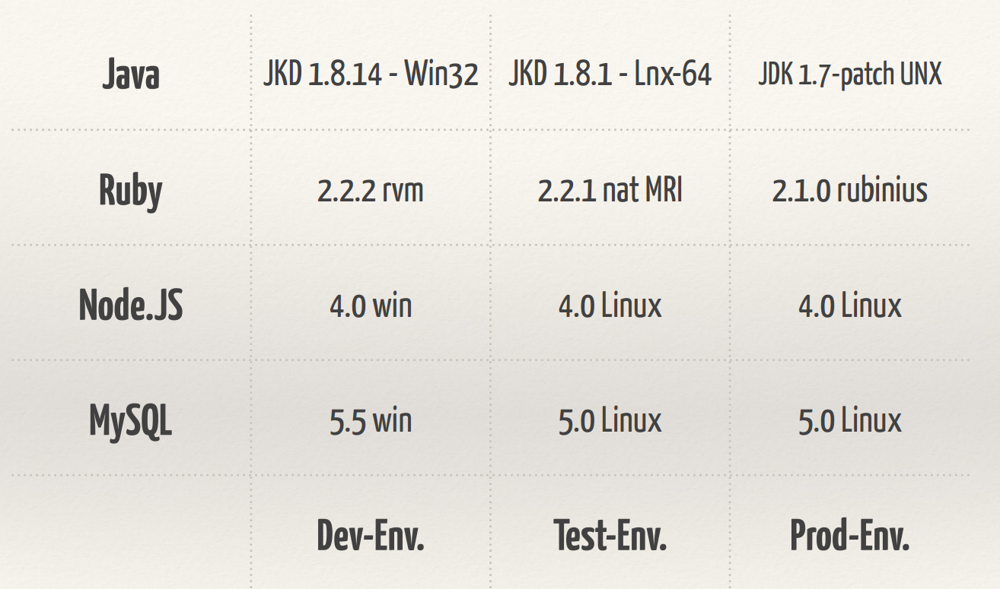 Java JKD 1.8.14 - Win32 JKD 1.8.1 - Lnx-64 JDK 1.7-patch UNX
Ruby 2.2.2 rvm 2.2.1 nat MRI 2.1.0 rubinius
Node.JS 4.0 win 4.0 Linux 4.0 Linux
MySQL 5.5 win 5.0 Linux 5.0 Linux
Dev-Env. Test-Env. Prod-Env.